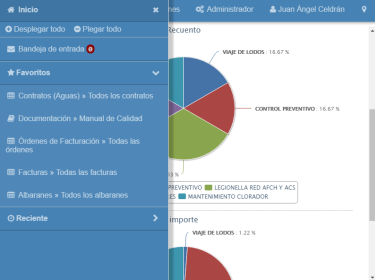 Inicio ×
nes Administrador Juan Ángel Celdrán
Desplegar todo Plegar todo
Bandeja de entrada 0
Favoritos
Contratos (Aguas) » Todos los contratos
Documentación » Manual de Calidad
Órdenes de Facturación » Todas las
órdenes
Facturas » Todas las facturas
Albaranes » Todos los albaranes
Reciente
Recuento
VIAJE DE LODOS : 16.67 %
CONTROL PREVENTIVO : 16.67 %
3 %
PREVENTIVO LEGIONELLA RED AFCH Y ACS
ES MANTENIMIENTO CLORADOR
importe
VIAJE DE LODOS : 1.22 %